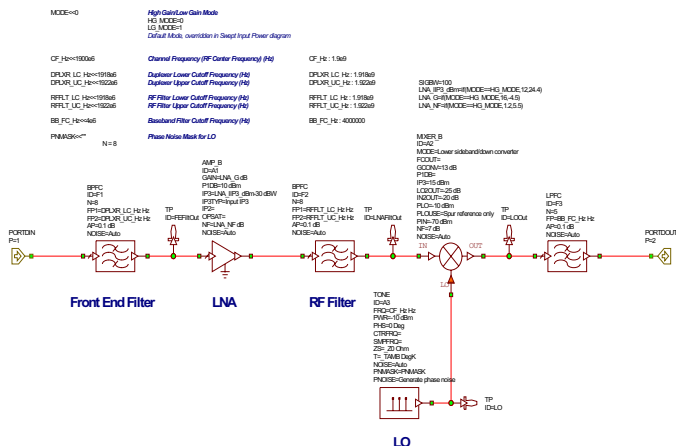 MODE<<0
High Gain/Low Gain Mode
HG_MODE=0
LG_MODE=1
Default Mode, overridden in Swept Input Power diagram
CF_Hz<<1900e6
Channel Frequency (RF Center Frequency) (Hz)
CF_Hz : 1.9e9
DPLXR_LC_Hz<<1918e6
Duplexer Lower Cutoff Frequency (Hz)
DPLXR_LC_Hz : 1.918e9
DPLXR_UC_Hz<<1922e6
Duplexer Upper Cutoff Frequency (Hz)
DPLXR_UC_Hz : 1.922e9
RFFLT_LC_Hz<<1918e6
RF Filter Lower Cutoff Frequency (Hz)
RFFLT_LC_Hz : 1.918e9
RFFLT_UC_Hz<<1922e6
RF Filter Upper Cutoff Frequency (Hz)
RFFLT_UC_Hz : 1.922e9
BB_FC_Hz<<4e6
Baseband Filter Cutoff Frequency (Hz)
BB_FC_Hz : 4000000
PNMASK<<""
Phase Noise Mask for LO
N = 8
SIGBW=100
LNA_IIP3_dBm=if(MODE==HG_MODE,12,24.4)
LNA_G=if(MODE==HG_MODE,16,-4.5)
LNA_NF=if(MODE==HG_MODE,1.2,5.5)
PORTDIN
P=1
BPFC
ID=F1
N=8
FP1=DPLXR_LC_Hz Hz
FP2=DPLXR_UC_Hz Hz
AP=0.1 dB
NOISE=Auto
TP
ID=FEFiltOut
AMP_B
ID=A1
GAIN=LNA_G dB
P1DB=10 dBm
IP3=LNA_IIP3_dBm-30 dBW
IP3TYP=Input IP3
IP2=
OPSAT=
NF=LNA_NF dB
NOISE=Auto
BPFC
ID=F2
N=8
FP1=RFFLT_LC_Hz Hz
FP2=RFFLT_UC_Hz Hz
AP=0.1 dB
NOISE=Auto
TP
ID=LNAFiltOut
MIXER_B
ID=A2
MODE=Lower sideband/down converter
FCOUT=
GCONV=13 dB
P1DB=
IP3=15 dBm
LO2OUT=-25 dB
IN2OUT=-20 dB
PLO=-10 dBm
PLOUSE=Spur reference only
PIN=-70 dBm
NF=7 dB
NOISE=Auto
TP
ID=LOOut
LPFC
ID=F3
N=5
FP=BB_FC_Hz Hz
AP=0.1 dB
NOISE=Auto
PORTDOUT
P=2
IN
OUT
LO
Front End Filter
LNA
RF Filter
TONE
ID=A3
FRQ=CF_Hz Hz
PWR=-10 dBm
PHS=0 Deg
CTRFRQ=
SMPFRQ=
ZS=_Z0 Ohm
T=_TAMB DegK
NOISE=Auto
PNMASK=PNMASK
PNOISE=Generate phase noise
TP
ID=LO
LO